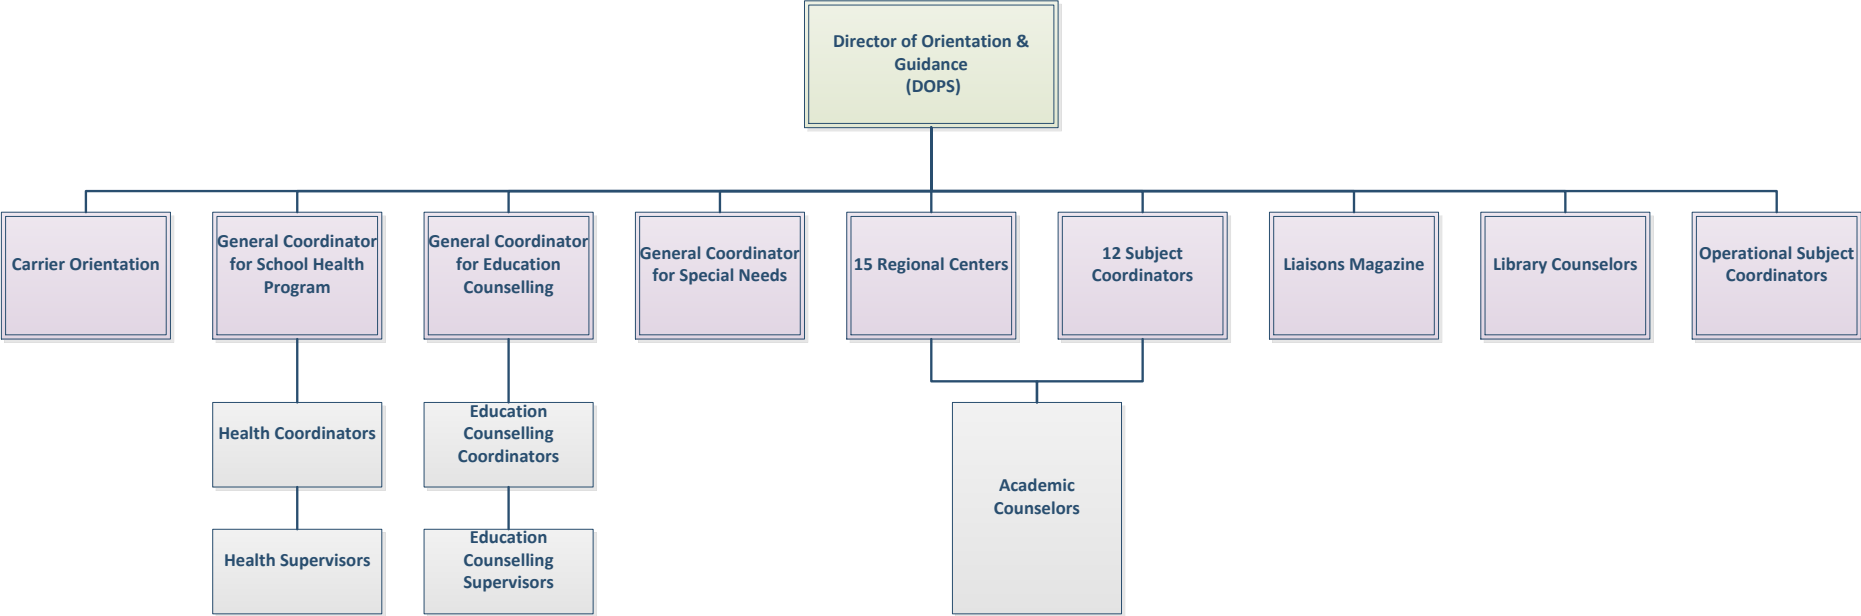 Director of Orientation &
Guidance
(DOPS)
Carrier Orientation
General Coordinator
for School Health
Program
General Coordinator
for Education
Counselling
General Coordinator
for Special Needs
15 Regional Centers
12 Subject
Coordinators
Liaisons Magazine
Library Counselors
Operational Subject
Coordinators
Health Coordinators
Education
Counselling
Coordinators
Academic
Counselors
Health Supervisors
Education
Counselling
Supervisors